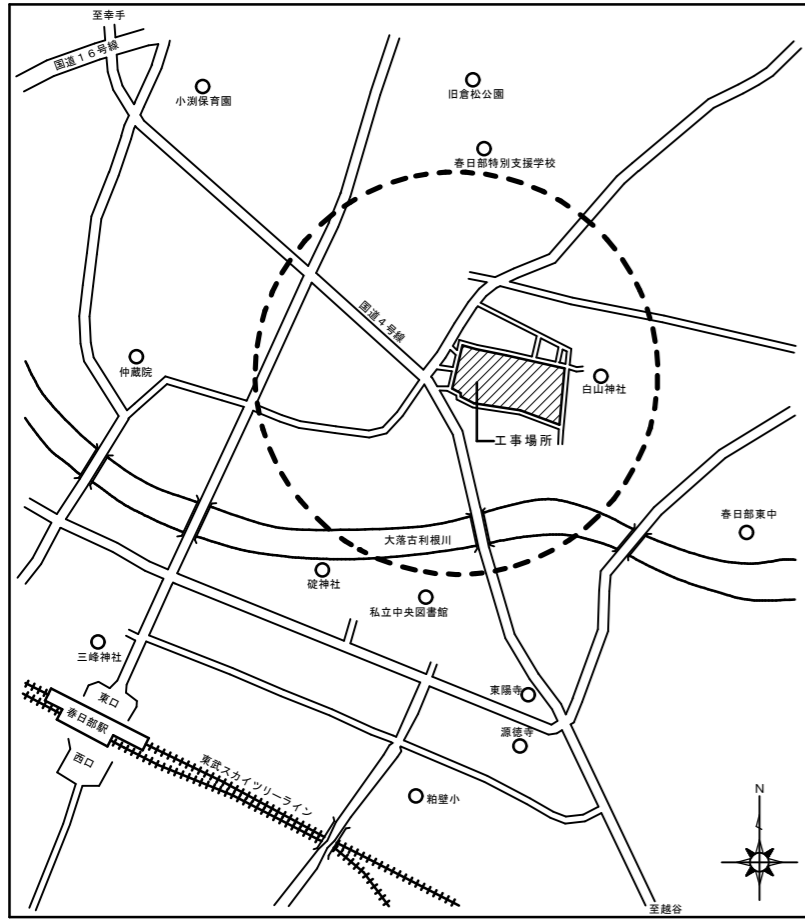 至幸手
国道16号線
小渕保育園
旧倉松公園
春日部特別支援学校
国道4号線
仲蔵院
白山神社
工事場所
春日部東中
大落古利根川
碇神社
私立中央図書館
三峰神社
東陽寺
東口
春日部駅
源徳寺
西口
東武スカイツリーライン
粕壁小
N
至越谷